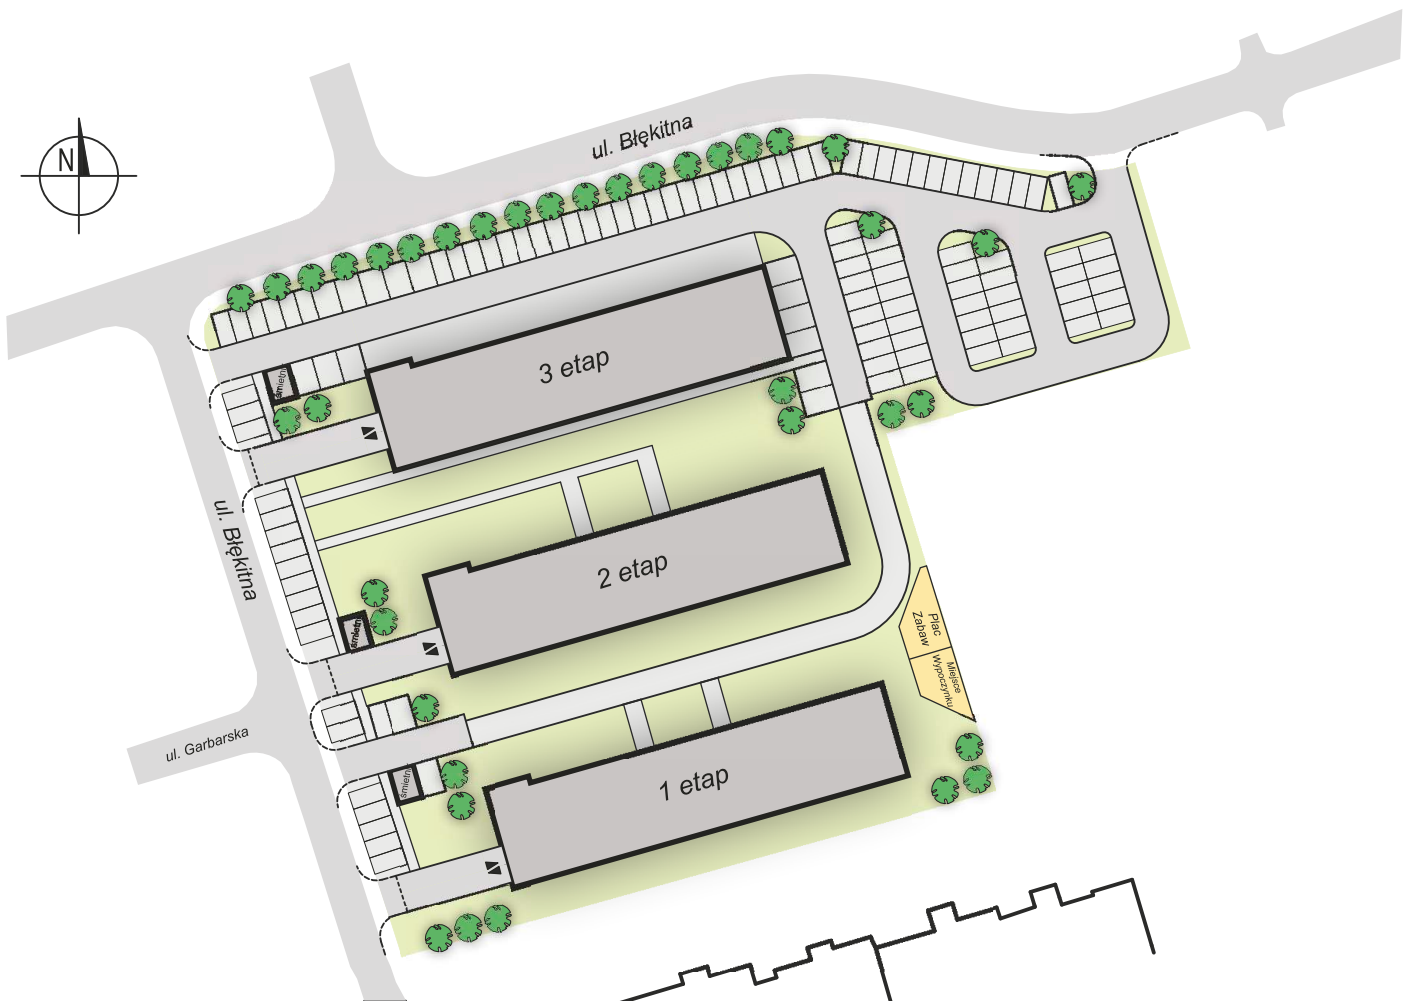 ul. Błękitna
N
3 etap
śmietn
ul. Błękitna
2 etap
śmietn
Plac
Zabaw
Miejsce
Wypoczynku
ul. Garbarska
śmietn
1 etap